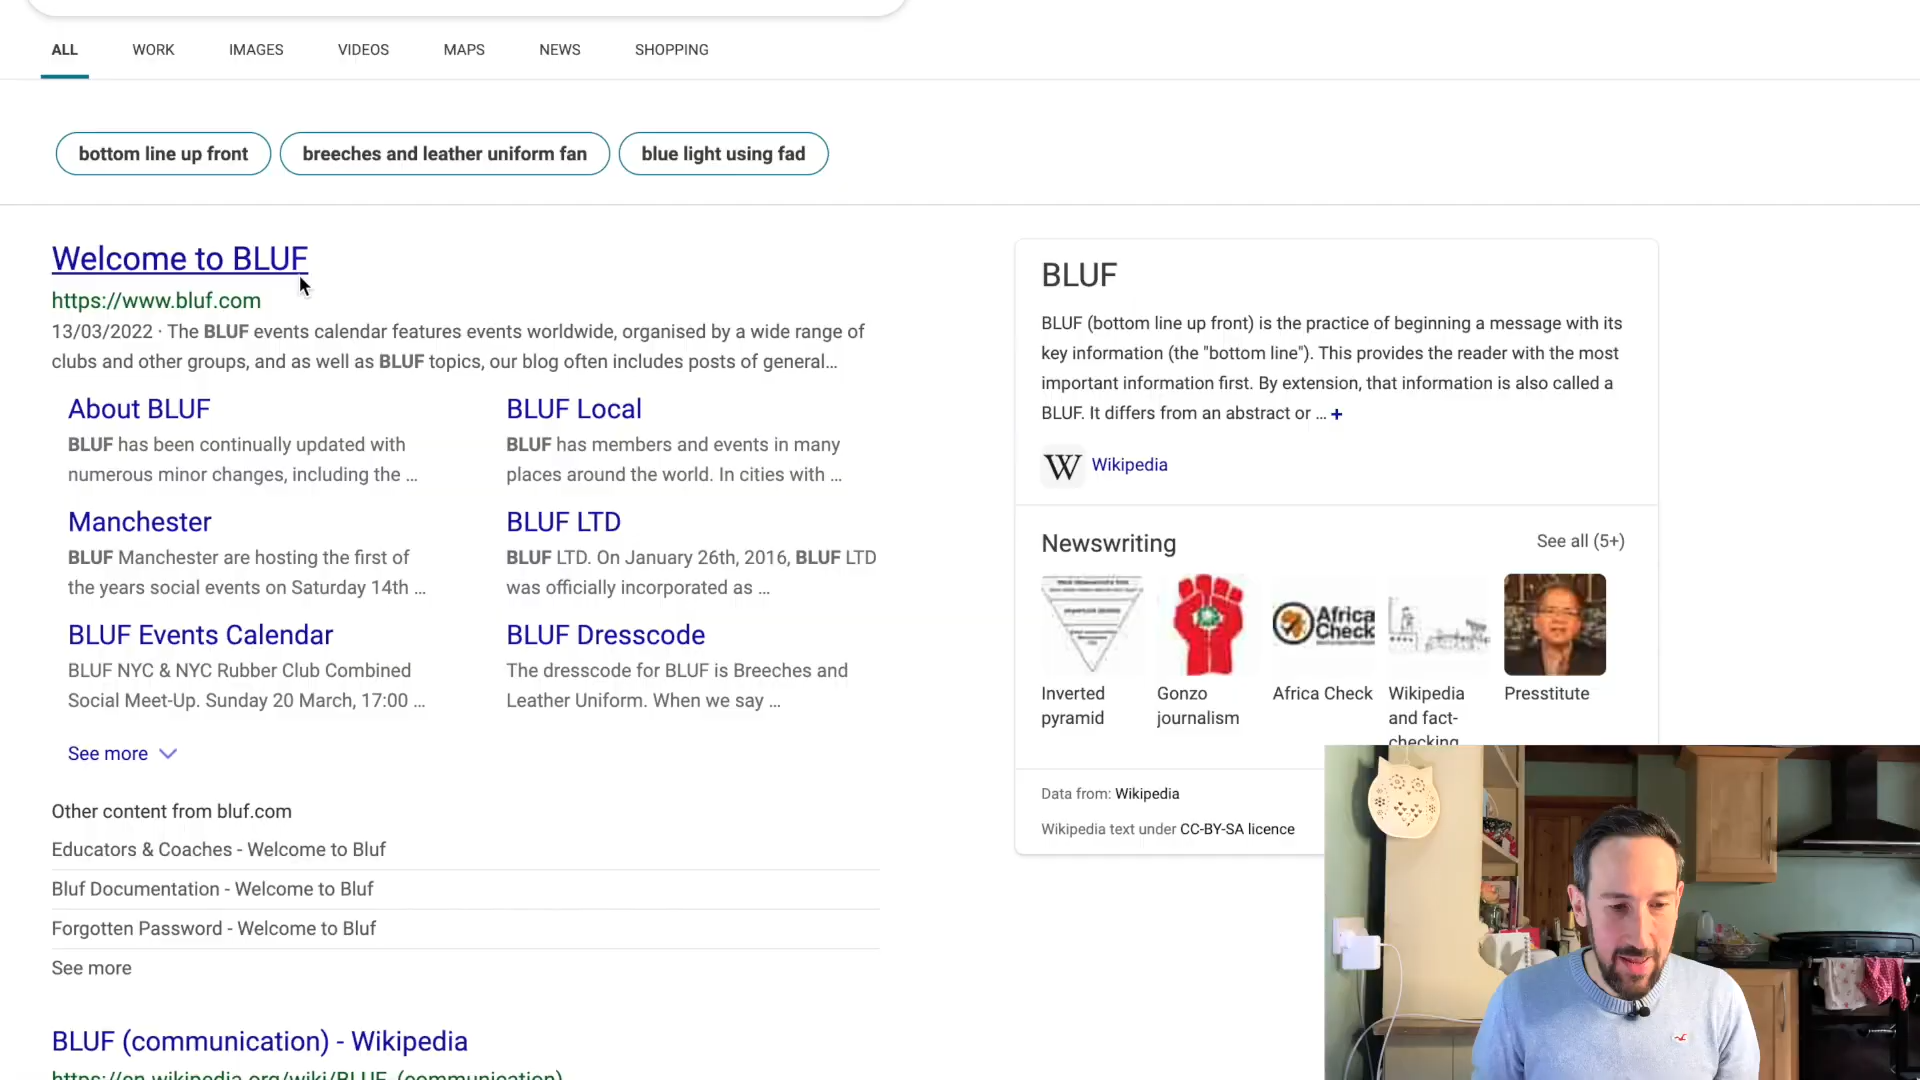 ALL WORK IMAGES VIDEOS MAPS NEWS SHOPPING
bottom line up front breeches and leather uniform fan blue light using fad
Welcome to BLUF
https://www.bluf.com
13/03/2022 · The BLUF events calendar features events worldwide, organised by a wide range of
clubs and other groups, and as well as BLUF topics, our blog often includes posts of general...
About BLUF
BLUF has been continually updated with
numerous minor changes, including the ...
BLUF Local
BLUF has members and events in many
places around the world. In cities with ...
Manchester
BLUF Manchester are hosting the first of
the years social events on Saturday 14th ...
BLUF LTD
BLUF LTD. On January 26th, 2016, BLUF LTD
was officially incorporated as ...
BLUF Events Calendar
BLUF NYC & NYC Rubber Club Combined
Social Meet-Up. Sunday 20 March, 17:00 ...
BLUF Dresscode
The dresscode for BLUF is Breeches and
Leather Uniform. When we say ...
See more
Other content from bluf.com
Educators & Coaches - Welcome to Bluf
Bluf Documentation - Welcome to Bluf
Forgotten Password - Welcome to Bluf
See more
BLUF (communication) - Wikipedia
https://en.wikipedia.org/wiki/BLUF_(communication)
BLUF
BLUF (bottom line up front) is the practice of beginning a message with its
key information (the "bottom line"). This provides the reader with the most
important information first. By extension, that information is also called a
BLUF. It differs from an abstract or ... +
W Wikipedia
Newswriting See all (5+)
Africa
Check
Inverted
pyramid
Gonzo
journalism
Africa Check
Wikipedia
and fact-
checking
Presstitute
Data from: Wikipedia
Wikipedia text under CC-BY-SA licence